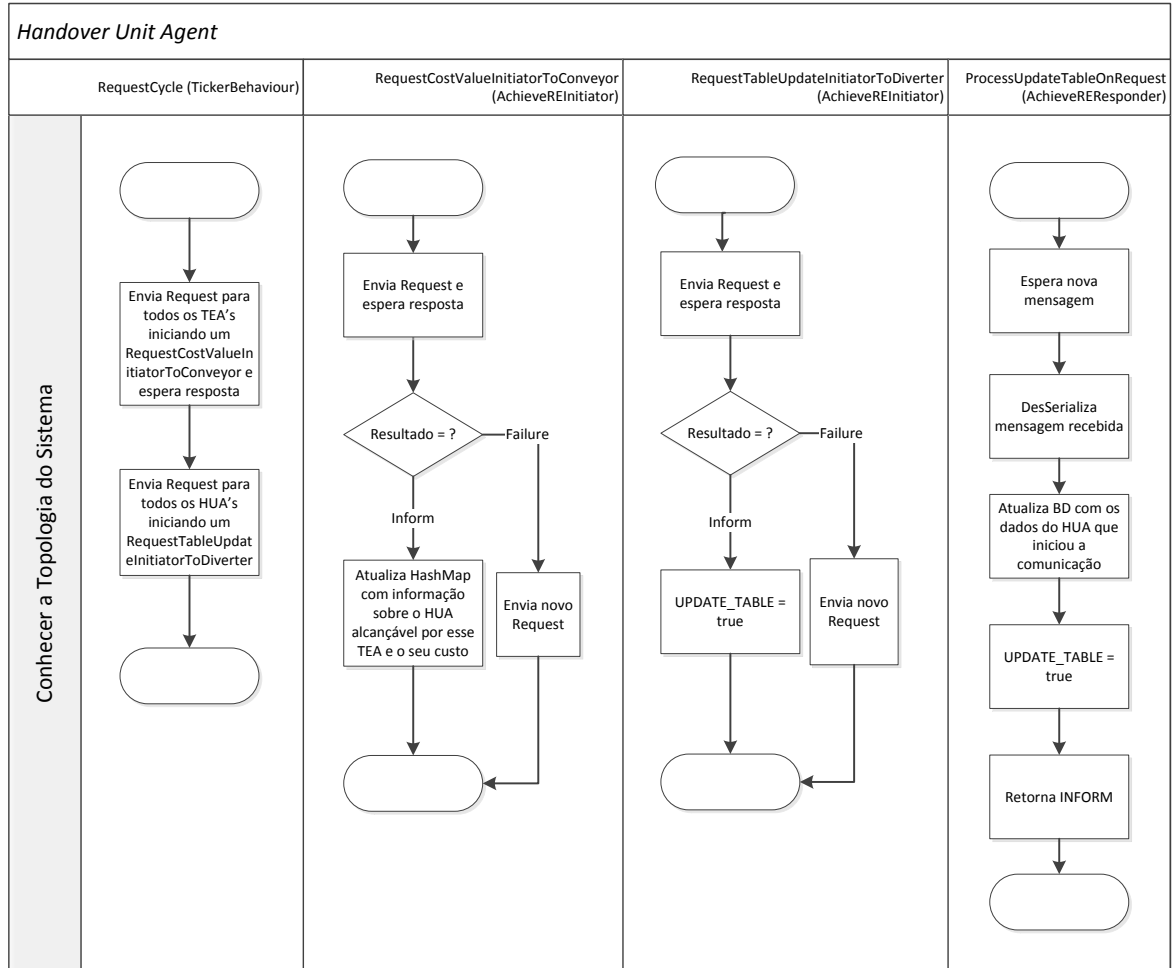 Handover Unit Agent
RequestCycle (TickerBehaviour)
RequestCostValueInitiatorToConveyor
(AchieveREInitiator)
RequestTableUpdateInitiatorToDiverter
(AchieveREInitiator)
ProcessUpdateTableOnRequest
(AchieveREResponder)
Conhecer a Topologia do Sistema
Envia Request para
todos os TEA's
iniciando um
RequestCostValueIn
itiatorToConveyor e
espera resposta
Envia Request para
todos os HUA's
iniciando um
RequestTableUpdat
eInitiatorToDiverter
Envia Request e
espera resposta
Resultado = ?
Failure
Inform
Atualiza HashMap
com informação
sobre o HUA
alcançável por esse
TEA e o seu custo
Envia novo
Request
Envia Request e
espera resposta
Resultado = ?
Failure
Inform
UPDATE_TABLE =
true
Envia novo
Request
Espera nova
mensagem
DesSerializa
mensagem recebida
Atualiza BD com os
dados do HUA que
iniciou a
comunicação
UPDATE_TABLE =
true
Retorna INFORM